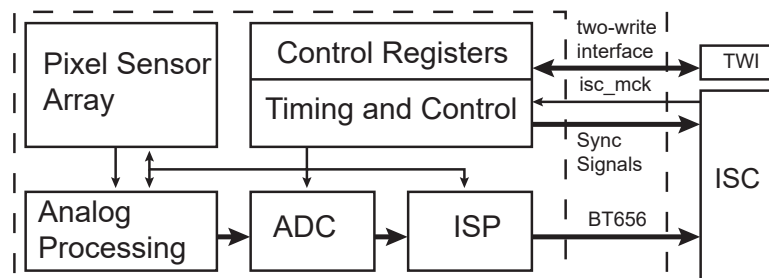 Pixel Sensor
Array
Control Registers
Timing and Control
two-write
interface
TWI
isc_mck
Sync
Signals
ISC
Analog
Processing
ADC
ISP
BT656